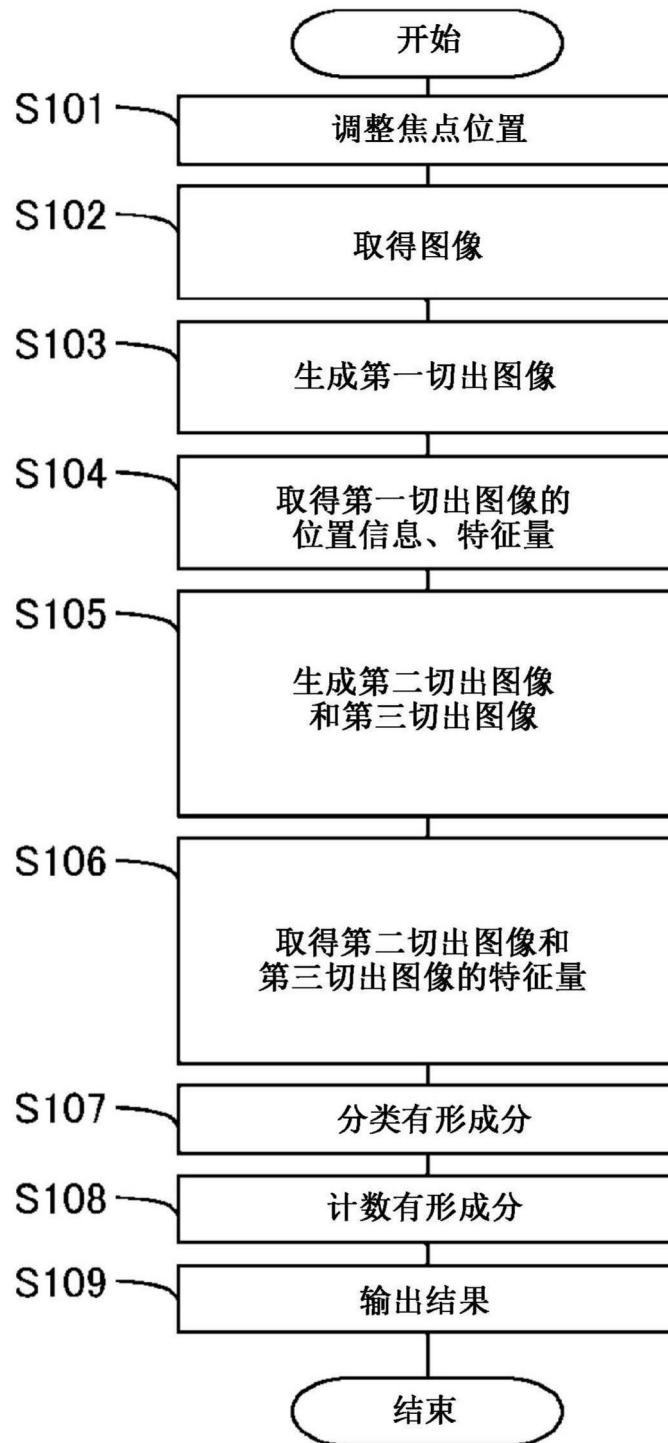 开始
S101
调整焦点位置
S102
取得图像
S103
生成第一切出图像
S104
取得第一切出图像的
位置信息、特征量
S105
生成第二切出图像
和第三切出图像
S106
取得第二切出图像和
第三切出图像的特征量
S107
分类有形成分
S108
计数有形成分
S109
输出结果
结束